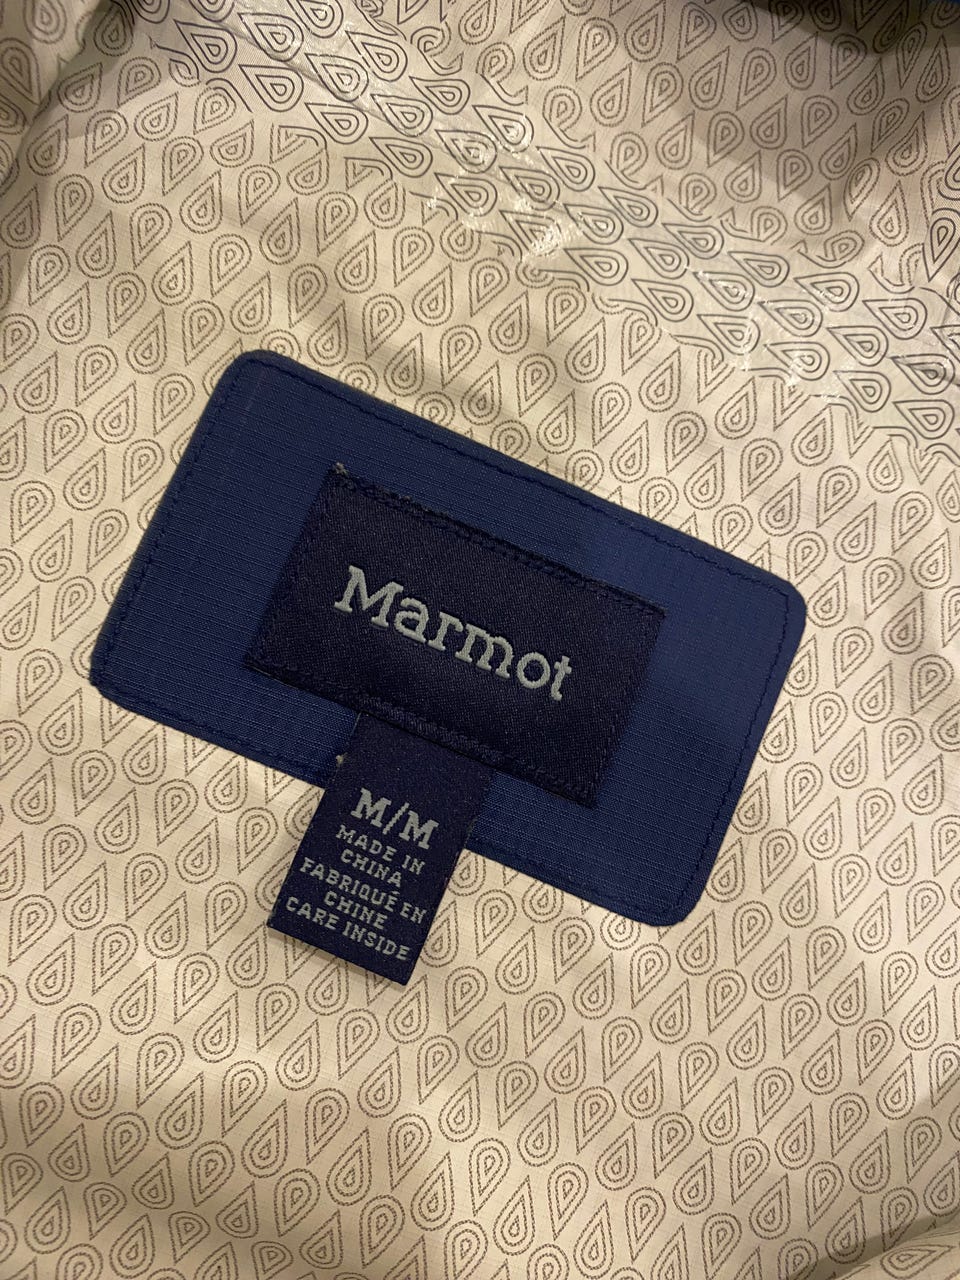 Marmot
M/M
MADE IN
CHINA
FABRIQUÉ EN
CHINE
CARE INSIDE